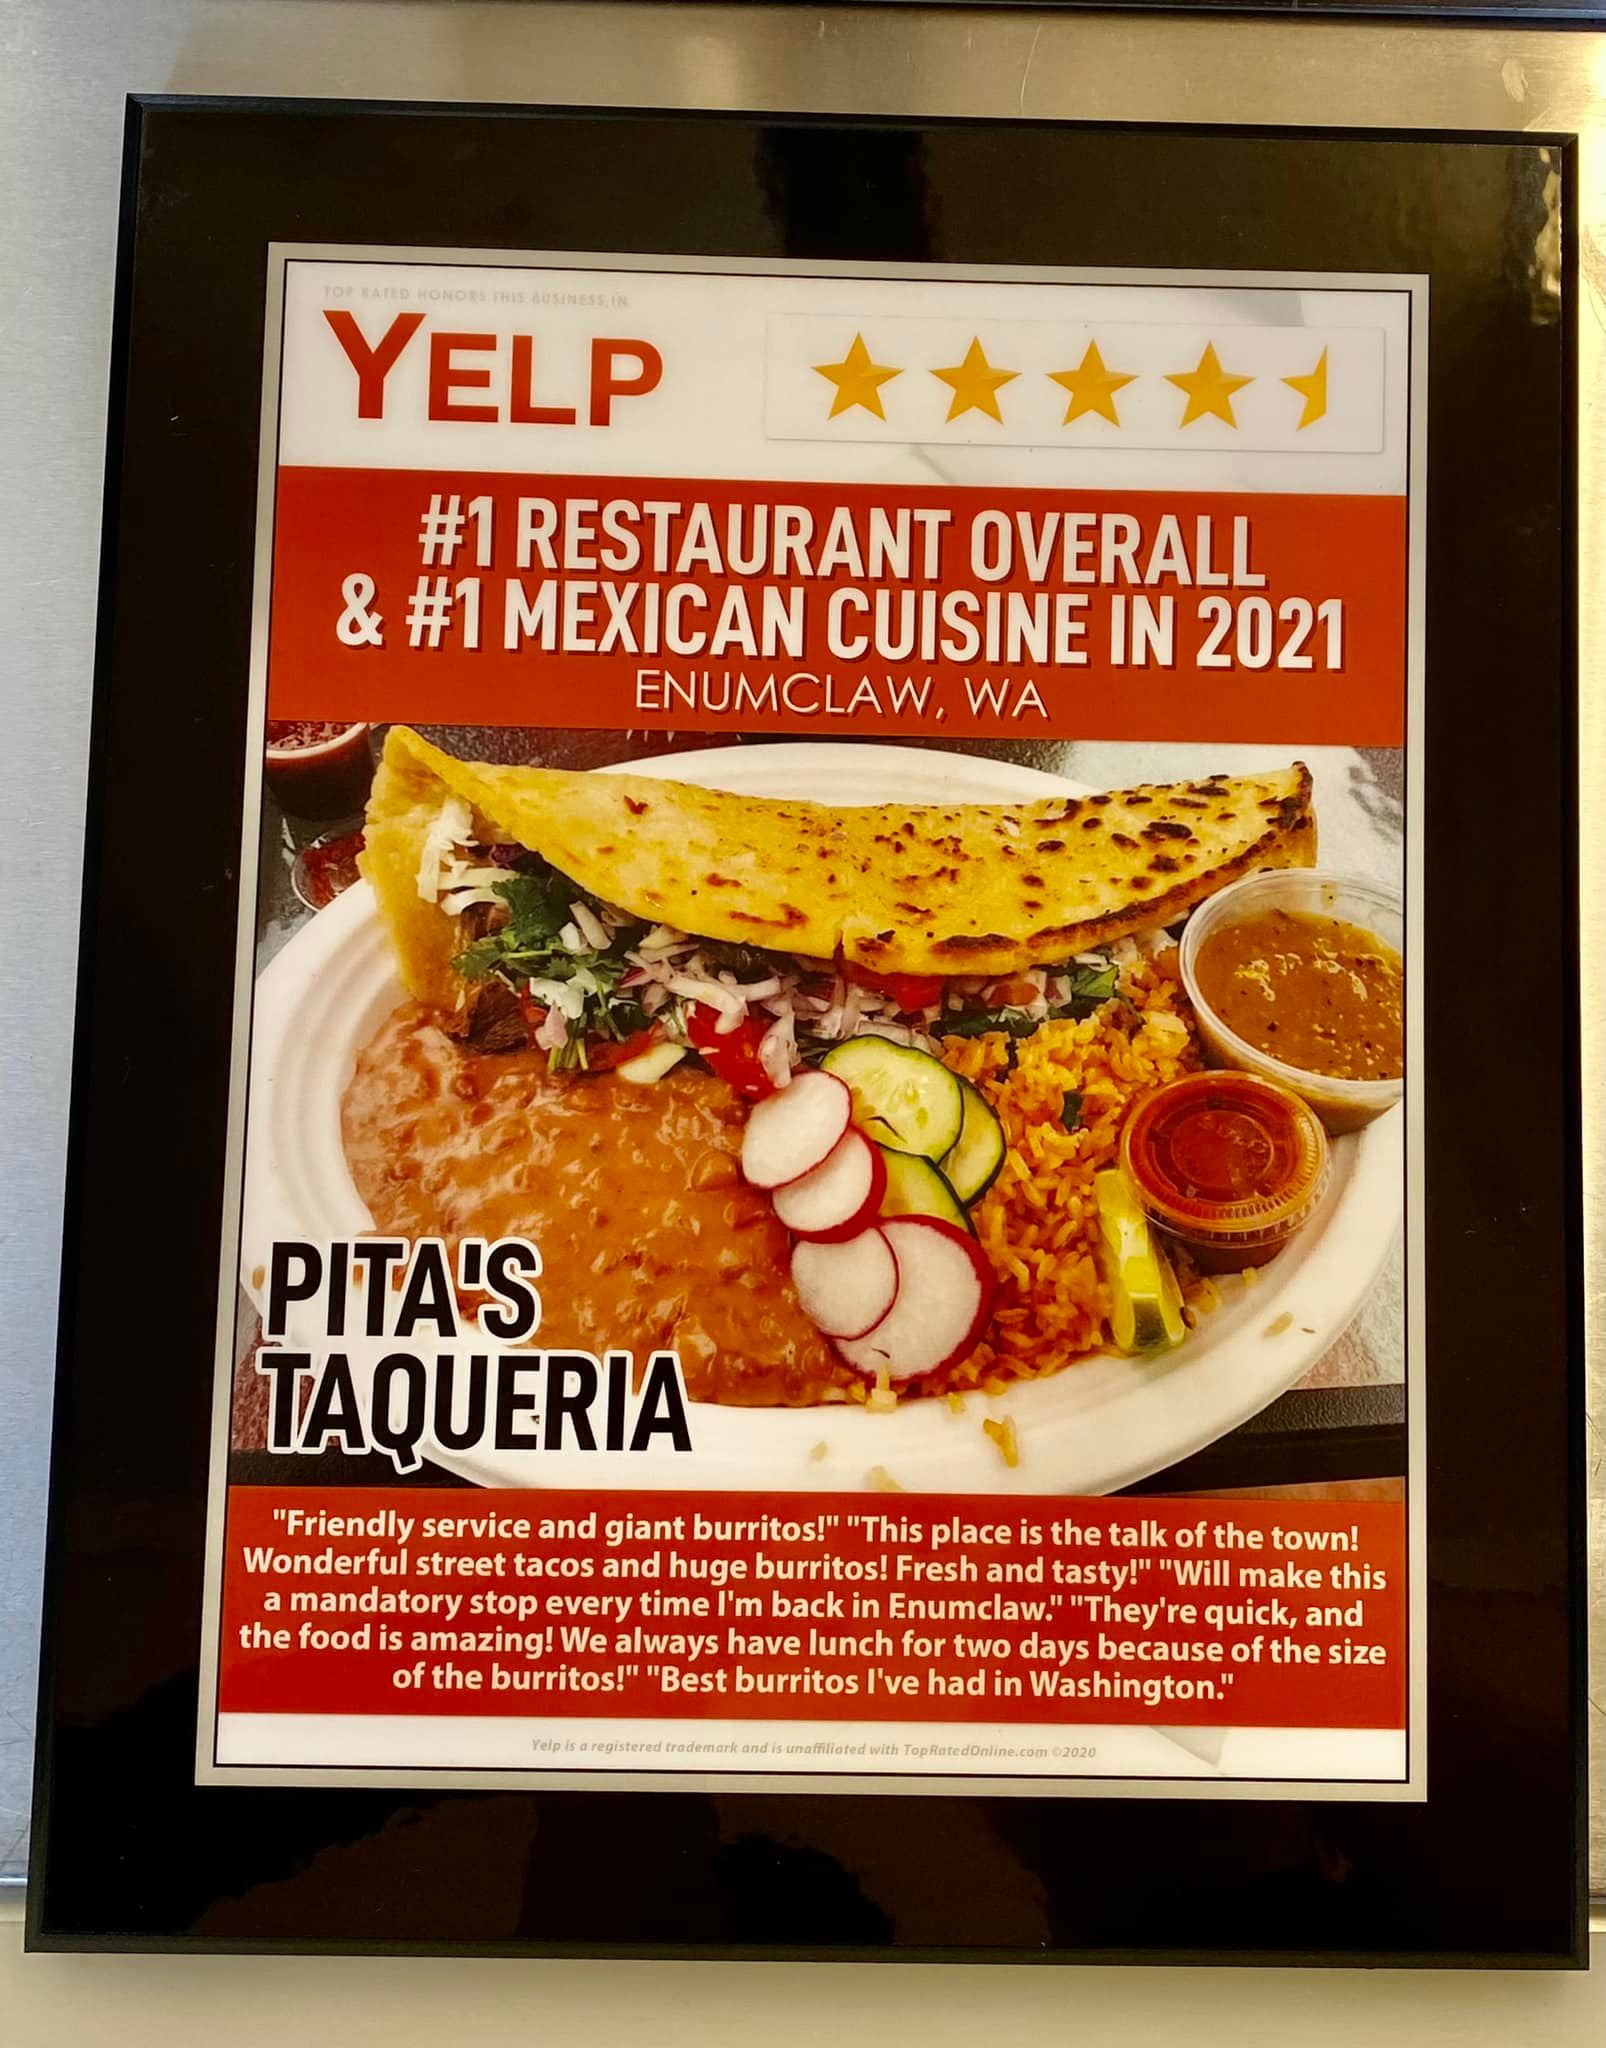 TOP RATED HONORS THIS BUSINESS IN
YELP
#1 RESTAURANT OVERALL
& #1 MEXICAN CUISINE IN 2021
ENUMCLAW, WA
PITA'S
TAQUERIA
"Friendly service and giant burritos!" "This place is the talk of the town!
Wonderful street tacos and huge burritos! Fresh and tasty!" "Will make this
a mandatory stop every time I'm back in Enumclaw." "They're quick, and
the food is amazing! We always have lunch for two days because of the size
of the burritos!" "Best burritos I've had in Washington."
Yelp is a registered trademark and is unaffiliated with TopRatedOnline.com ©2020